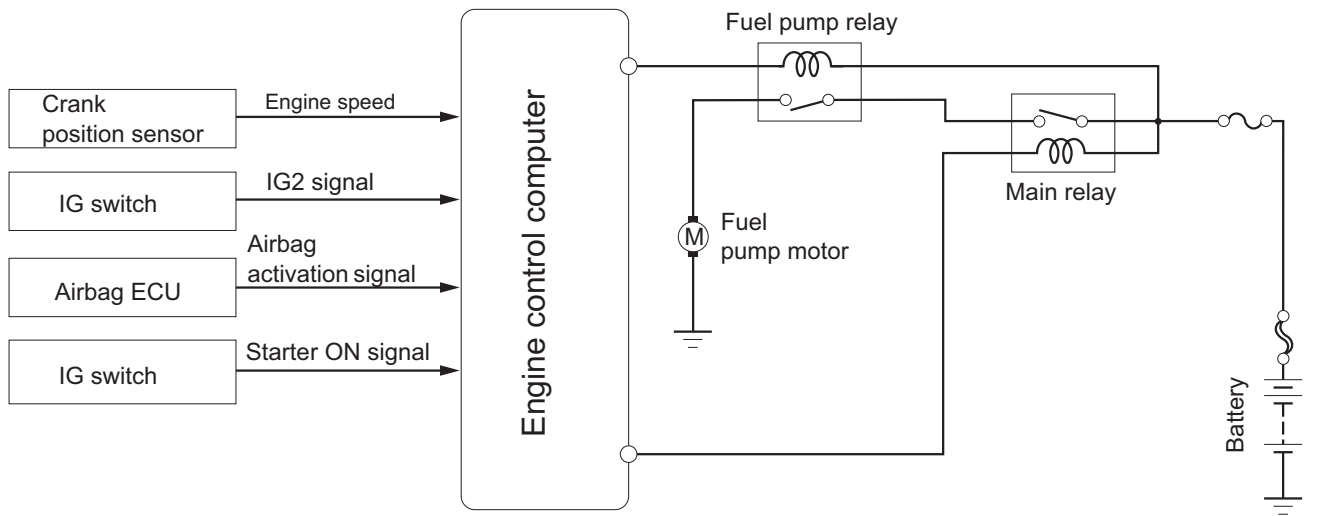 Fuel pump relay
Crank
position sensor
Engine speed
IG switch
IG2 signal
Airbag ECU
Airbag
activation signal
IG switch
Starter ON signal
Engine control computer
Main relay
M
Fuel
pump motor
Battery